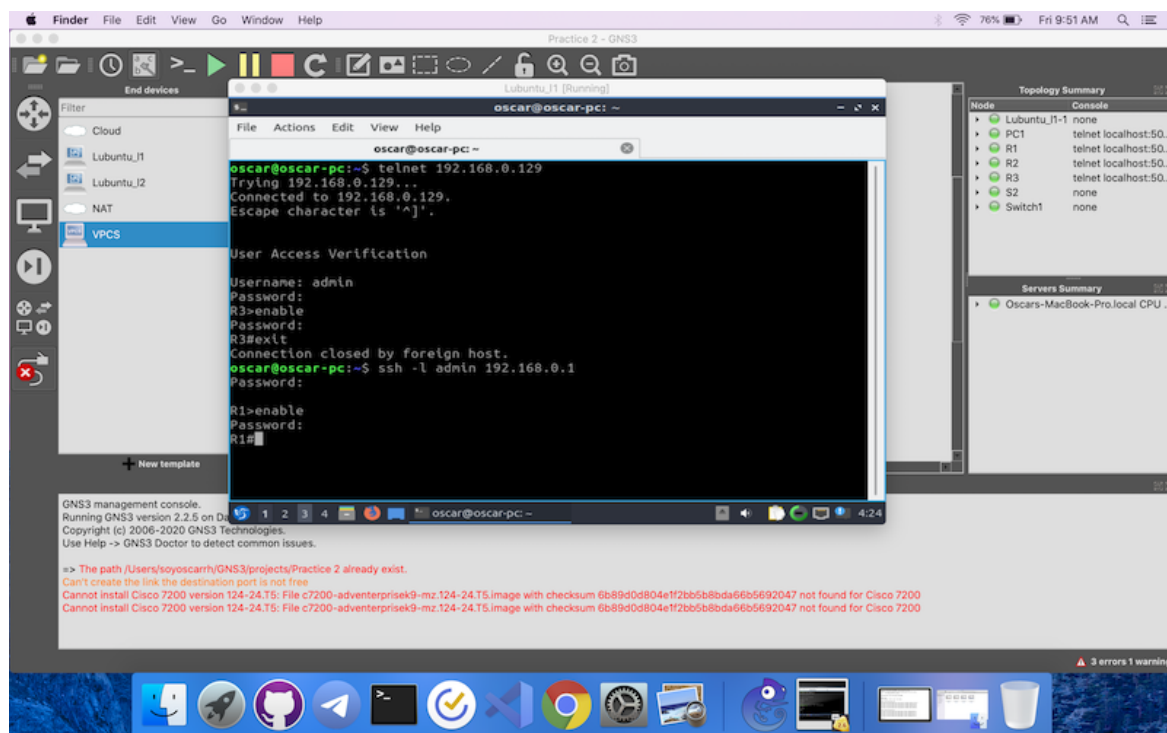 Finder File Edit View Go Window Help
76% Fri 9:51 AM
Practice 2 - GNS3
End devices
Filter
Cloud
Lubuntu_l1
Lubuntu_l2
NAT
VPCS
New template
Lubuntu_l1 [Running]
oscar@oscar-pc: ~
File Actions Edit View Help
oscar@oscar-pc: ~
oscar@oscar-pc:~$ telnet 192.168.0.129
Trying 192.168.0.129...
Connected to 192.168.0.129.
Escape character is '^]'.
User Access Verification
Username: admin
Password:
R3>enable
Password:
R3#exit
Connection closed by foreign host.
oscar@oscar-pc:~$ ssh -l admin 192.168.0.1
Password:
R1>enable
Password:
R1#
1 2 3 4 oscar@oscar-pc: ~ 4:24
Topology Summary
Node Console
Lubuntu_l1-1 none
PC1 telnet localhost:50..
R1 telnet localhost:50..
R2 telnet localhost:50..
R3 telnet localhost:50..
S2 none
Switch1 none
Servers Summary
Oscars-MacBook-Pro.local CPU ..
GNS3 management console.
Running GNS3 version 2.2.5 on Da
Copyright (c) 2006-2020 GNS3 Technologies.
Use Help -> GNS3 Doctor to detect common issues.
=> The path /Users/soyoscarrh/GNS3/projects/Practice 2 already exist.
Can't create the link the destination port is not free
Cannot install Cisco 7200 version 124-24.T5: File c7200-adventerprisek9-mz.124-24.T5.image with checksum 6b89d0d804e1f2bb5b8bda66b5692047 not found for Cisco 7200
Cannot install Cisco 7200 version 124-24.T5: File c7200-adventerprisek9-mz.124-24.T5.image with checksum 6b89d0d804e1f2bb5b8bda66b5692047 not found for Cisco 7200
3 errors 1 warning